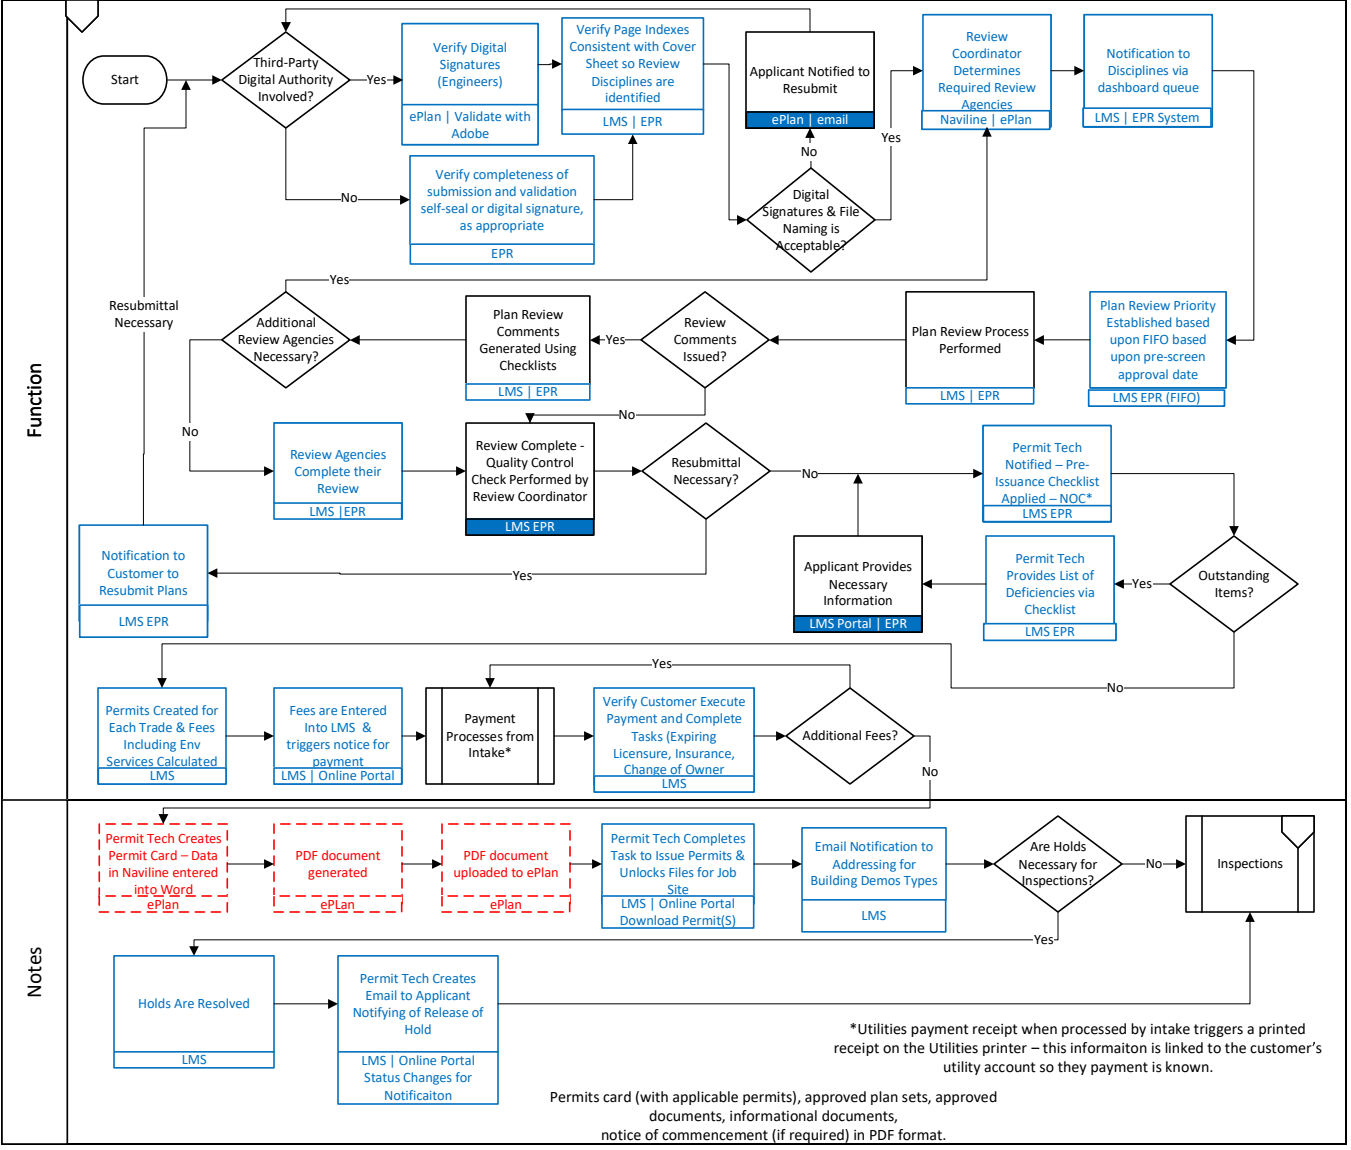 Function
Start
Third-Party
Digital Authority
Involved?
Yes
No
Verify Digital
Signatures
(Engineers)
ePlan | Validate with
Adobe
Verify Page Indexes
Consistent with Cover
Sheet so Review
Disciplines are
identified
LMS | EPR
Verify completeness of
submission and validation
self-seal or digital signature,
as appropriate
EPR
Applicant Notified to
Resubmit
ePlan | email
No
Yes
Digital
Signatures & File
Naming is
Acceptable?
Review
Coordinator
Determines
Required Review
Agencies
Naviline | ePlan
Notification to
Disciplines via
dashboard queue
LMS | EPR System
Yes
Resubmittal
Necessary
Additional
Review Agencies
Necessary?
Plan Review
Comments
Generated Using
Checklists
LMS | EPR
Yes
Review
Comments
Issued?
Plan Review Process
Performed
LMS | EPR
Plan Review Priority
Established based
upon FIFO based
upon pre-screen
approval date
LMS EPR (FIFO)
No
No
Review Agencies
Complete their
Review
LMS |EPR
Review Complete -
Quality Control
Check Performed by
Review Coordinator
LMS EPR
Resubmittal
Necessary?
No
Permit Tech
Notified – Pre-
Issuance Checklist
Applied – NOC*
LMS EPR
Notification to
Customer to
Resubmit Plans
LMS EPR
Yes
Applicant Provides
Necessary
Information
LMS Portal | EPR
Permit Tech
Provides List of
Deficiencies via
Checklist
LMS EPR
Yes
Outstanding
Items?
No
Yes
Permits Created for
Each Trade & Fees
Including Env
Services Calculated
LMS
Fees are Entered
Into LMS &
triggers notice for
payment
LMS | Online Portal
Payment
Processes from
Intake*
Verify Customer Execute
Payment and Complete
Tasks (Expiring
Licensure, Insurance,
Change of Owner
LMS
Additional Fees?
No
Notes
Permit Tech Creates
Permit Card – Data
in Naviline entered
into Word
ePlan
PDF document
generated
ePLan
PDF document
uploaded to ePlan
ePlan
Permit Tech Completes
Task to Issue Permits &
Unlocks Files for Job
Site
LMS | Online Portal
Download Permit(S)
Email Notification to
Addressing for
Building Demos Types
LMS
Are Holds
Necessary for
Inspections?
No
Inspections
Yes
Holds Are Resolved
LMS
Permit Tech Creates
Email to Applicant
Notifying of Release of
Hold
LMS | Online Portal
Status Changes for
Notificaiton
*Utilities payment receipt when processed by intake triggers a printed
receipt on the Utilities printer – this informaiton is linked to the customer’s
utility account so they payment is known.
Permits card (with applicable permits), approved plan sets, approved
documents, informational documents,
notice of commencement (if required) in PDF format.